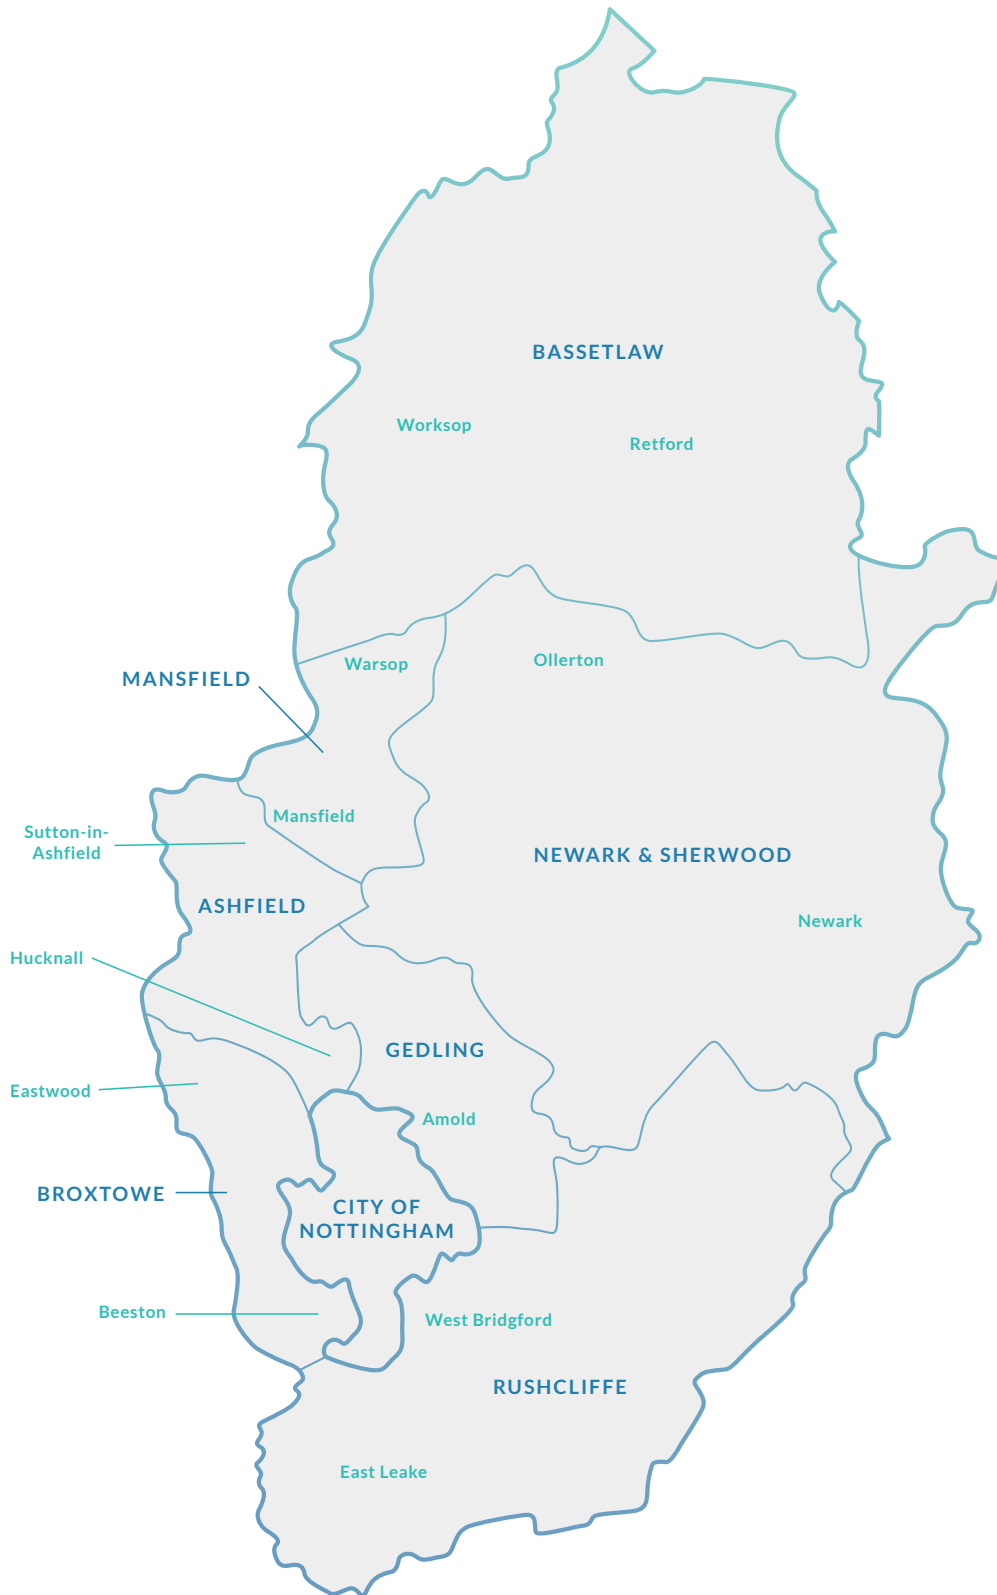 BASSETLAW
Worksop
Retford
Warsop
Ollerton
MANSFIELD
Mansfield
Sutton-in-
Ashfield
NEWARK & SHERWOOD
ASHFIELD
Newark
Hucknall
GEDLING
Eastwood
Amold
BROXTOWE
CITY OF
NOTTINGHAM
Beeston
West Bridgford
RUSHCLIFFE
East Leake